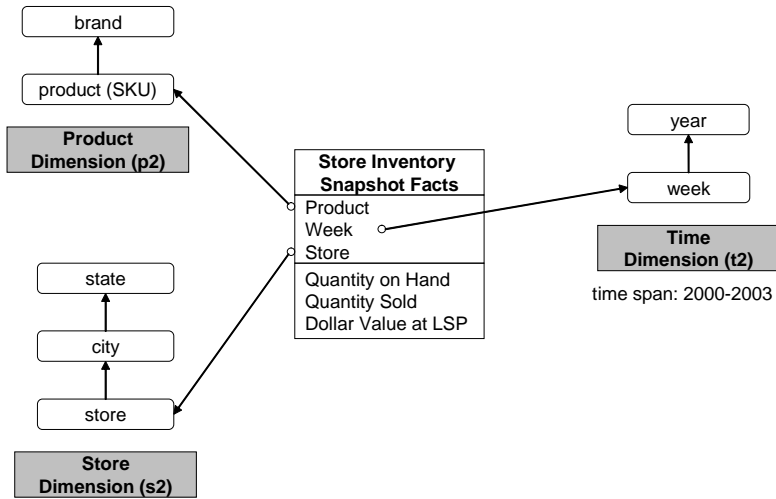 brand
product (SKU)
Product
Dimension (p2)
Store Inventory
Snapshot Facts
Product
Week
Store
Quantity on Hand
Quantity Sold
Dollar Value at LSP
year
week
Time
Dimension (t2)
time span: 2000-2003
state
city
store
Store
Dimension (s2)